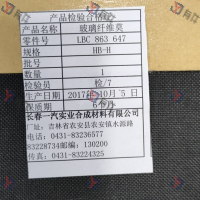 产品检验合格证
产品名称 玻璃纤维奠
零件号 LBC 863 647
规格 HB-H
数量 1
检验员 检/7
生产日期 2017年10月5日
保质期 6个月
长春一汽实业合成材料有限公司
厂址：吉林省农安县农安镇水源路
电话：0431-83236577
83228734邮编：130200
传真：0431-83224325